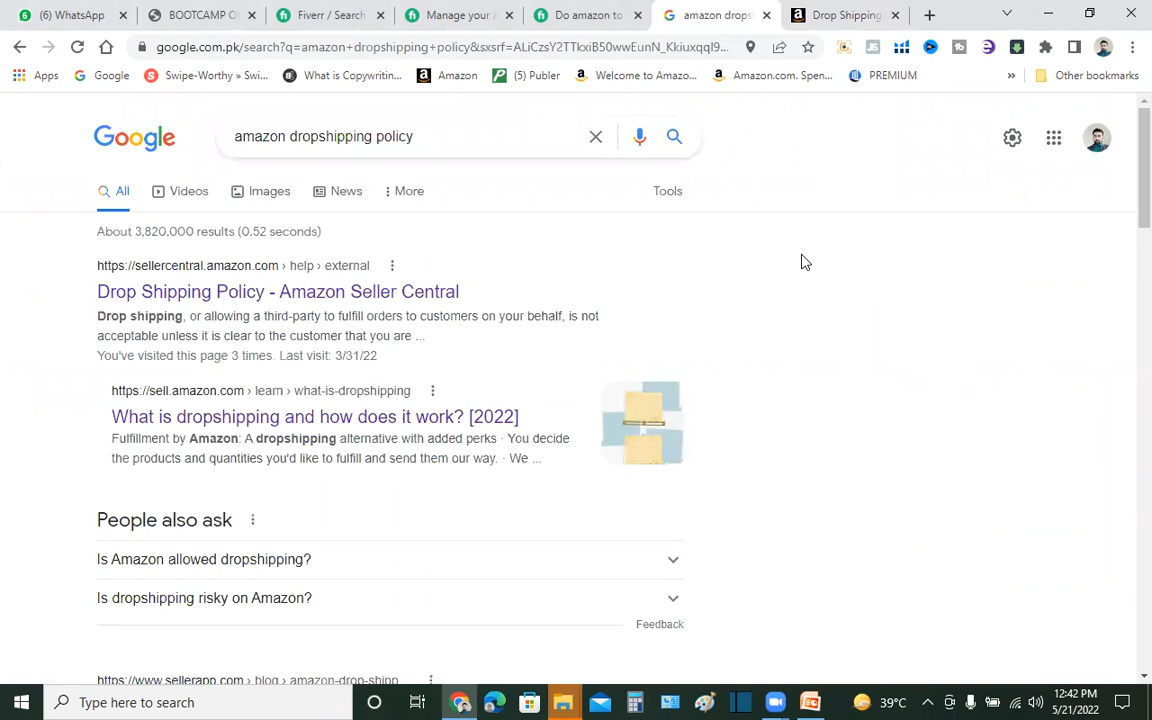 (6) WhatsApp
BOOTCAMP O
Fiverr / Search
Manage your a
Do amazon to
amazon drops
Drop Shipping
google.com.pk/search?q=amazon+dropshipping+policy&sxsrf=ALiCzsY2TTkxiB50wwEunN_Kkiuxqql9...
Apps
Google
Swipe-Worthy » Swi...
What is Copywritin...
Amazon
(5) Publer
Welcome to Amazo...
Amazon.com. Spen...
PREMIUM
»
Other bookmarks
Google
amazon dropshipping policy
All
Videos
Images
News
More
Tools
About 3,820,000 results (0.52 seconds)
https://sellercentral.amazon.com › help › external
Drop Shipping Policy - Amazon Seller Central
Drop shipping, or allowing a third-party to fulfill orders to customers on your behalf, is not
acceptable unless it is clear to the customer that you are ...
You've visited this page 3 times. Last visit: 3/31/22
https://sell.amazon.com › learn › what-is-dropshipping
What is dropshipping and how does it work? [2022]
Fulfillment by Amazon: A dropshipping alternative with added perks · You decide
the products and quantities you'd like to fulfill and send them our way. · We ...
People also ask
Is Amazon allowed dropshipping?
Is dropshipping risky on Amazon?
Feedback
https://www.sellerapp.com › blog › amazon-drop-shipp
Type here to search
39°C
12:42 PM
5/21/2022